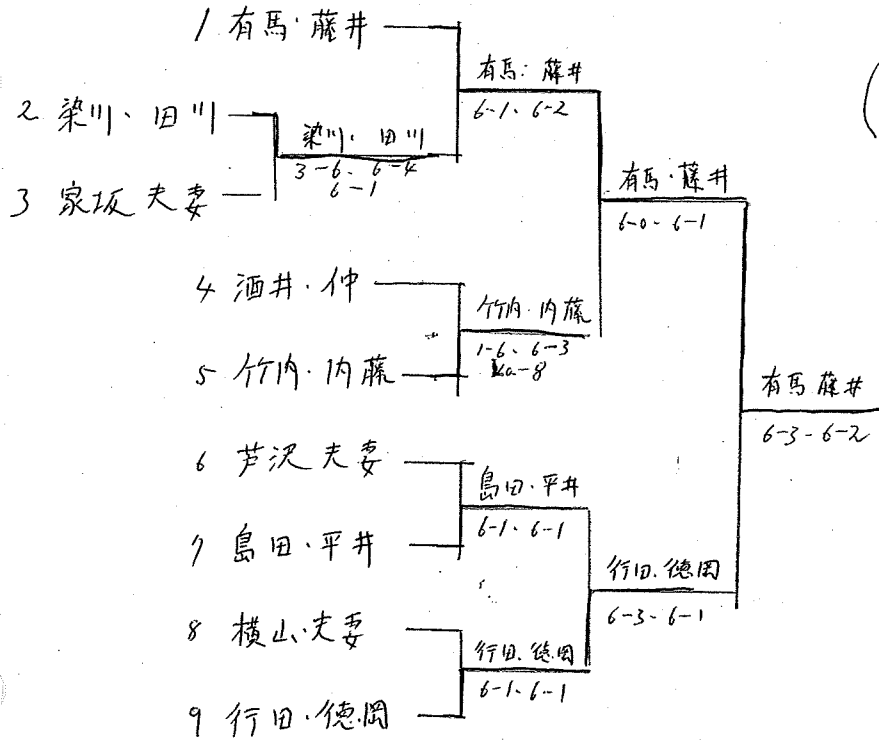 1 有馬・藤井
2 染川・田川
3 家坂夫妻
4 酒井・仲
5 竹内・内藤
6 芦沢夫妻
7 島田・平井
8 横山夫妻
9 行田・徳岡
染川・田川
3-6、6-4
6-1
有馬・藤井
6-1、6-2
竹内・内藤
1-6、6-3
島田・平井
6-1、6-1
行田、徳岡
6-1、6-1
有馬・藤井
6-0-6-1
行田、徳岡
6-3-6-1
有馬 藤井
6-3-6-2